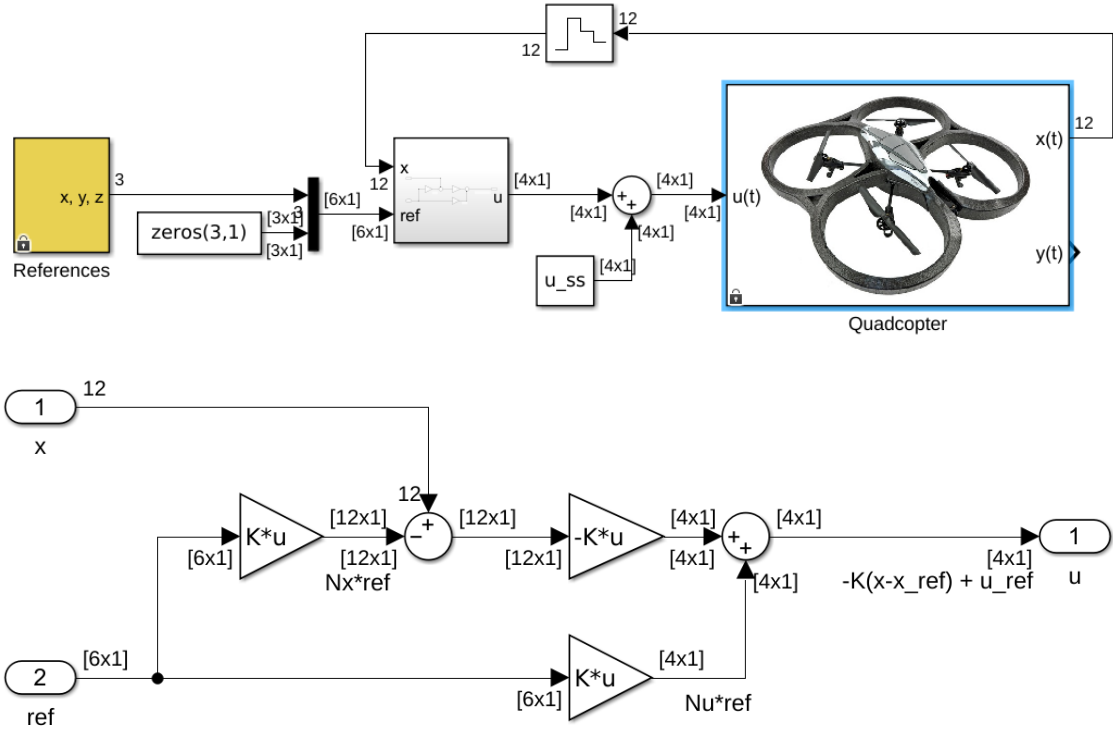 12
12
x, y, z
3
References
zeros(3,1)
[3x1]
3
[3x1]
[6x1]
[6x1]
x
12
ref
u
[4x1]
[4x1]
+
+
[4x1]
u_ss
[4x1]
[4x1]
[4x1]
u(t)
x(t)
12
y(t)
Quadcopter
1
12
x
12
[6x1]
K*u
[12x1]
[12x1]
Nx*ref
+
−
[12x1]
[12x1]
-K*u
[4x1]
[4x1]
+
+
[4x1]
[4x1]
[4x1]
-K(x-x_ref) + u_ref
1
u
2
[6x1]
ref
[6x1]
K*u
[4x1]
Nu*ref